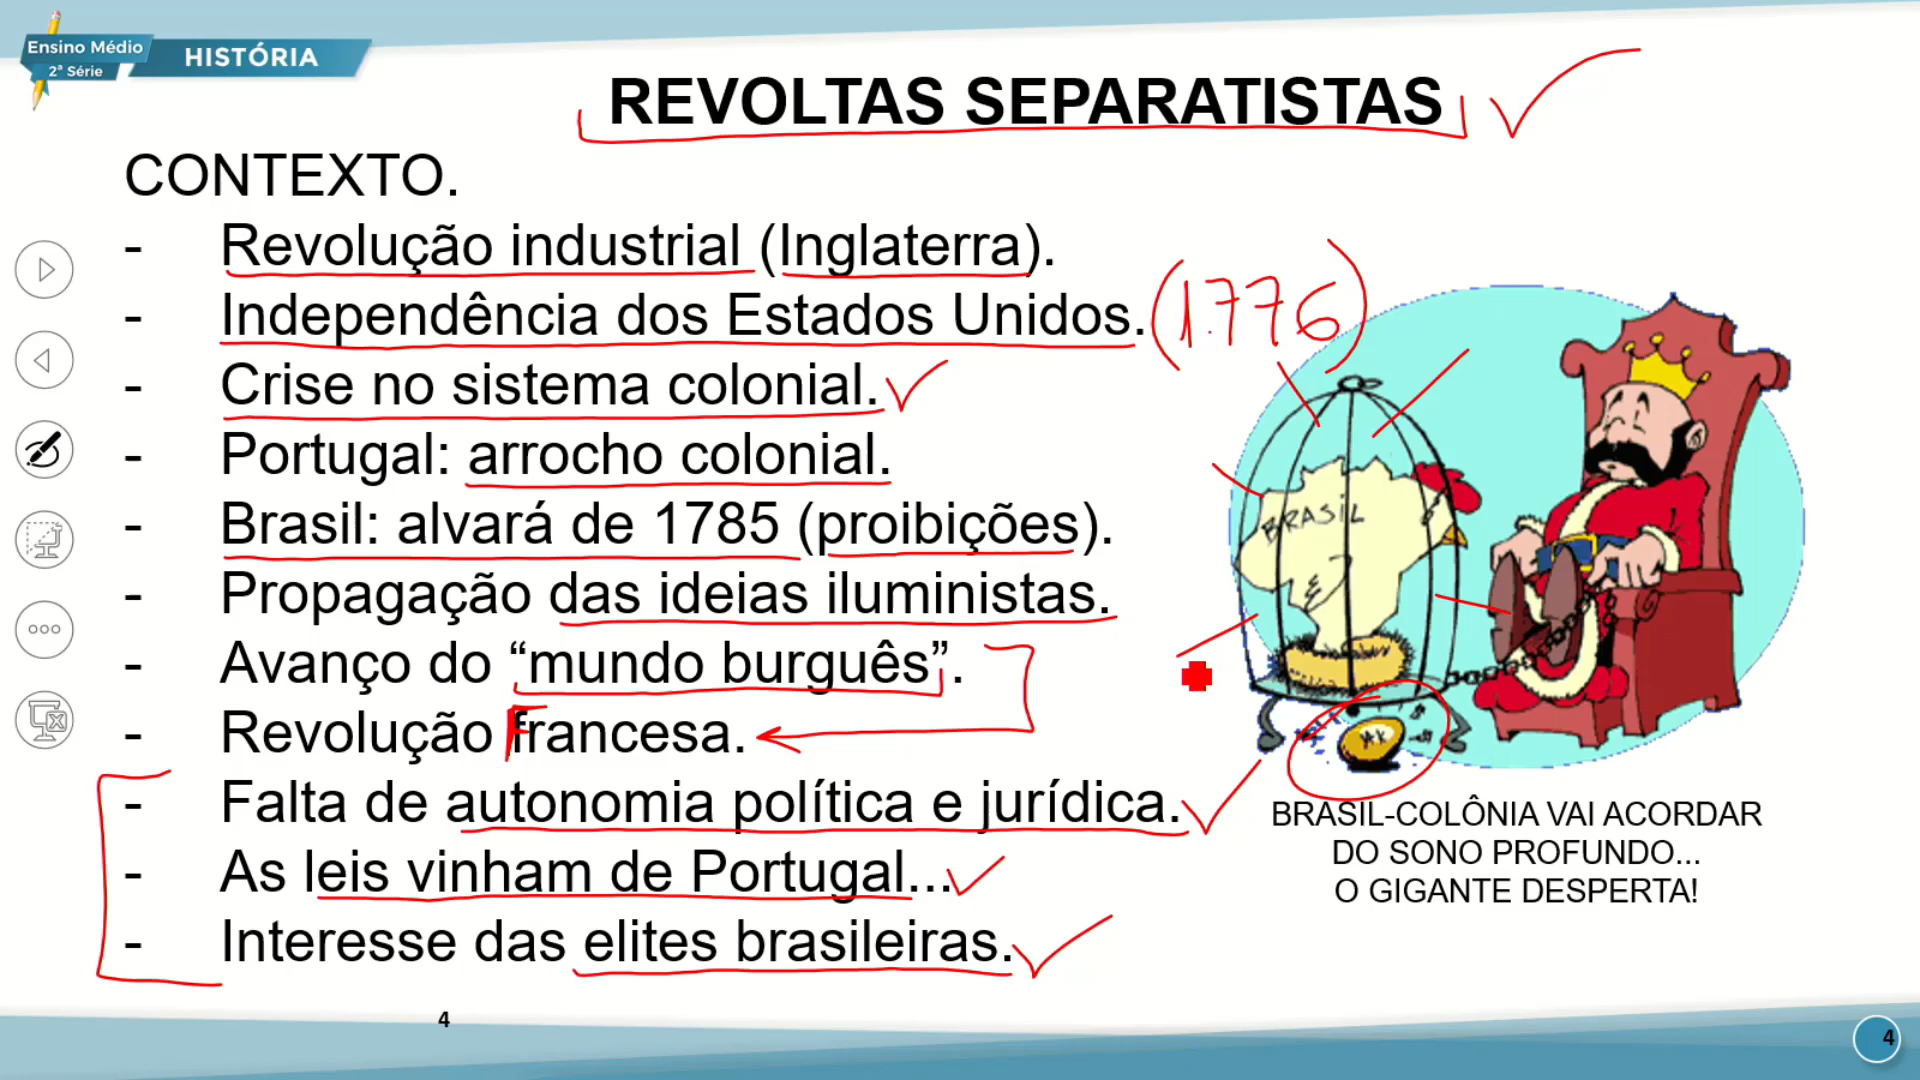 Ensino Médio
2ª Série
HISTÓRIA
REVOLTAS SEPARATISTAS
CONTEXTO.
- Revolução industrial (Inglaterra).
- Independência dos Estados Unidos. (1.776)
- Crise no sistema colonial.
- Portugal: arrocho colonial.
- Brasil: alvará de 1785 (proibições).
- Propagação das ideias iluministas.
- Avanço do “mundo burguês”.
- Revolução Francesa.
- Falta de autonomia política e jurídica.
- As leis vinham de Portugal...
- Interesse das elites brasileiras.
BRASIL
BRASIL-COLÔNIA VAI ACORDAR
DO SONO PROFUNDO...
O GIGANTE DESPERTA!
4
4